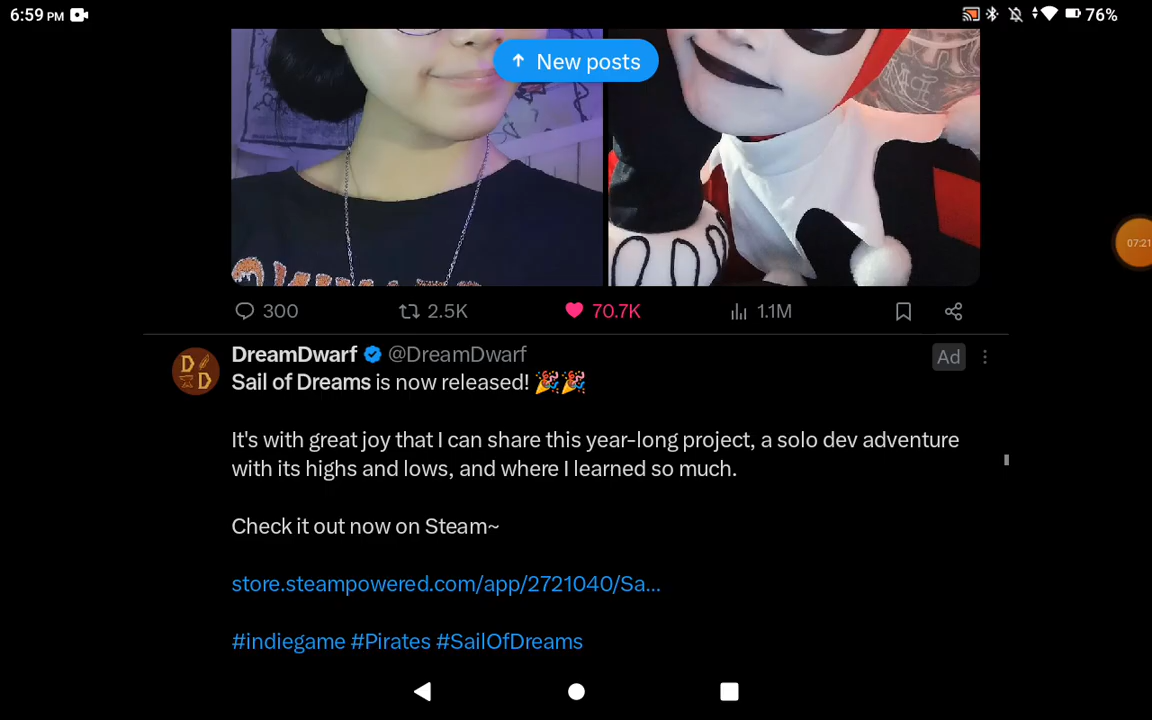 6:59 PM
76%
↑ New posts
07:21
300
2.5K
70.7K
1.1M
DreamDwarf @DreamDwarf
Ad
D D
Sail of Dreams is now released! 🎉🎉
It's with great joy that I can share this year-long project, a solo dev adventure
with its highs and lows, and where I learned so much.
Check it out now on Steam~
store.steampowered.com/app/2721040/Sa...
#indiegame #Pirates #SailOfDreams